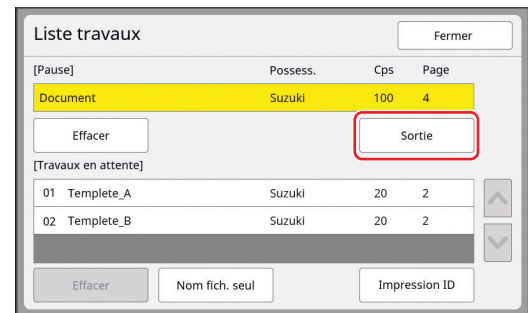 Liste travaux Fermer
[Pause] Possess. Cps Page
Document Suzuki 100 4
Effacer Sortie
[Travaux en attente]
01 Templete_A Suzuki 20 2
02 Templete_B Suzuki 20 2
Effacer Nom fich. seul Impression ID